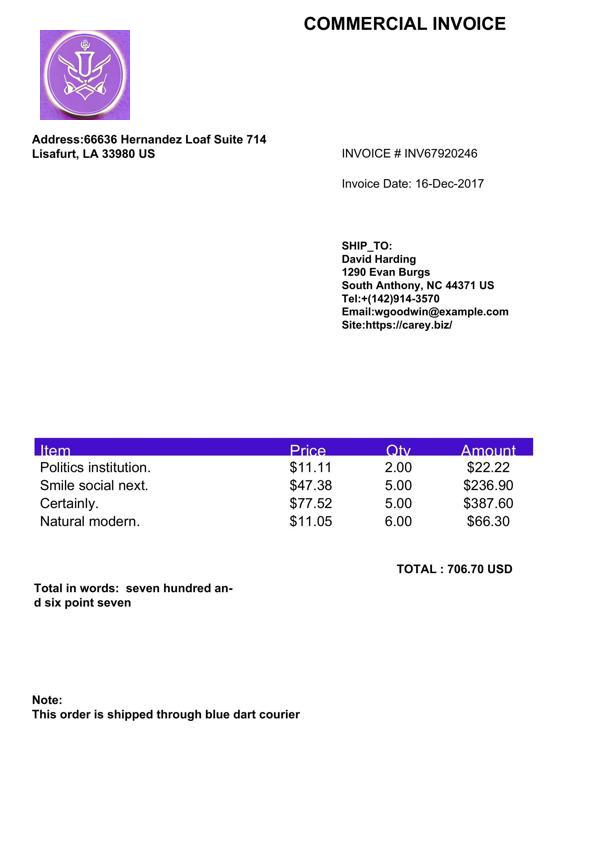 COMMERCIAL INVOICE
Address:66636 Hernandez Loaf Suite 714
Lisafurt, LA 33980 US
INVOICE # INV67920246
Invoice Date: 16-Dec-2017
SHIP_TO:
David Harding
1290 Evan Burgs
South Anthony, NC 44371 US
Tel:+(142)914-3570
Email:wgoodwin@example.com
Site:https://carey.biz/
Item Price Qty Amount
Politics institution. $11.11 2.00 $22.22
Smile social next. $47.38 5.00 $236.90
Certainly. $77.52 5.00 $387.60
Natural modern. $11.05 6.00 $66.30
TOTAL : 706.70 USD
Total in words:  seven hundred an-
d six point seven
Note:
This order is shipped through blue dart courier